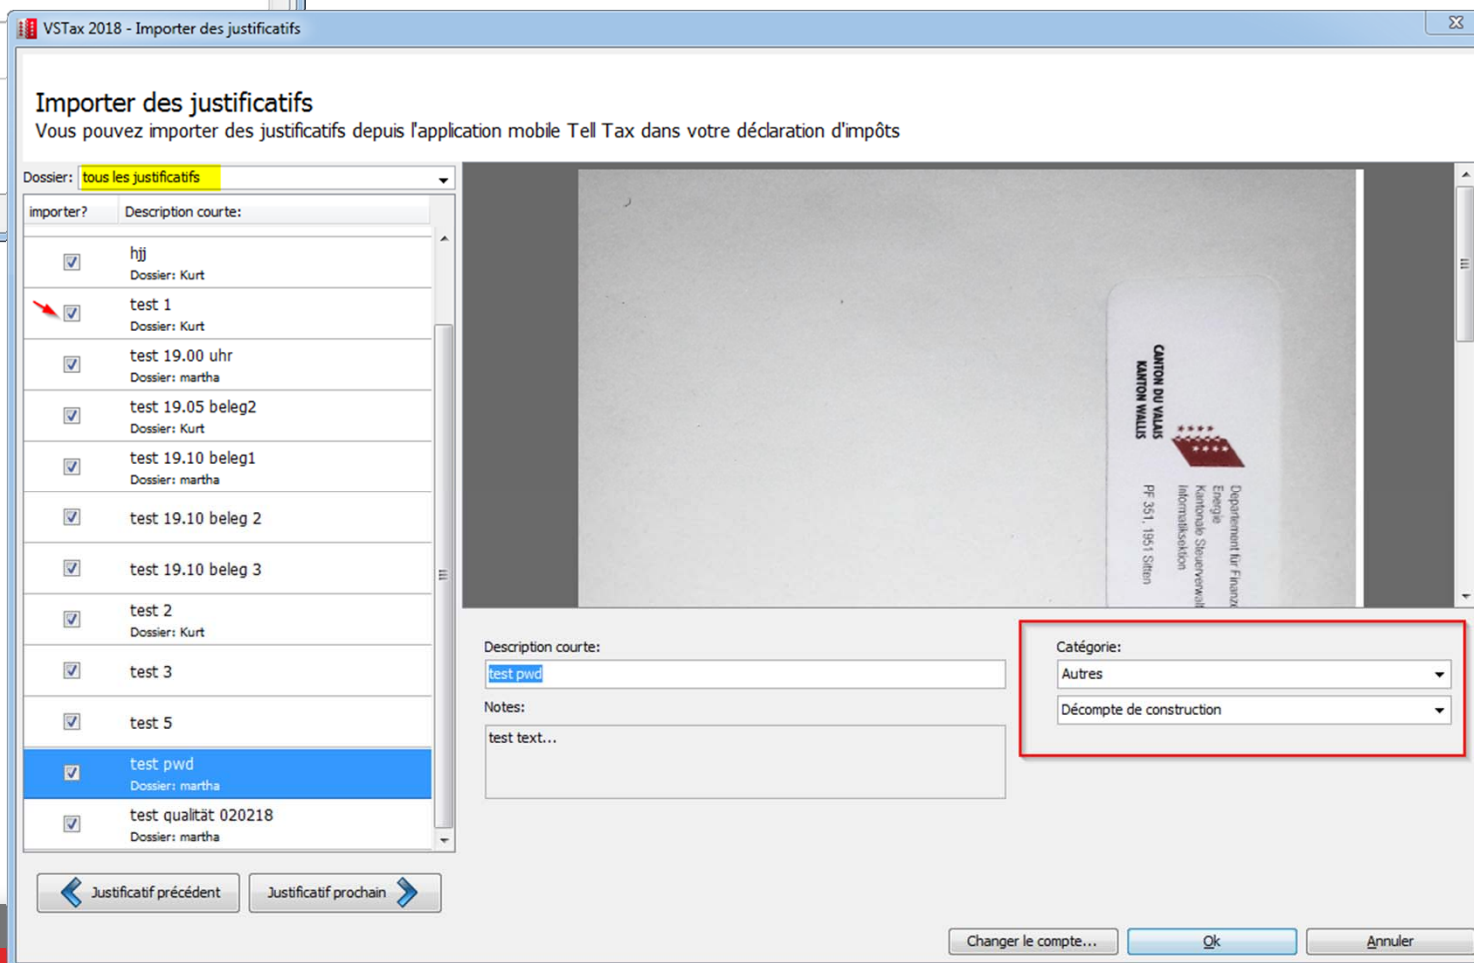 VSTax 2018 - Importer des justificatifs
Importer des justificatifs
Vous pouvez importer des justificatifs depuis l'application mobile Tell Tax dans votre déclaration d'impôts
Dossier: tous les justificatifs
importer? Description courte:
hjj
Dossier: Kurt
test 1
Dossier: Kurt
test 19.00 uhr
Dossier: martha
test 19.05 beleg2
Dossier: Kurt
test 19.10 beleg1
Dossier: martha
test 19.10 beleg 2
test 19.10 beleg 3
test 2
Dossier: Kurt
test 3
test 5
test pwd
Dossier: martha
test qualität 020218
Dossier: martha
Justificatif précédent
Justificatif prochain
CANTON DU VALAIS
KANTON WALLIS
Departement für
Energie
Kantonale
Informatiksektion
PF 351, 1951 Sitten
Description courte:
test pwd
Notes:
test text...
Catégorie:
Autres
Décompte de construction
Changer le compte...
Ok
Annuler